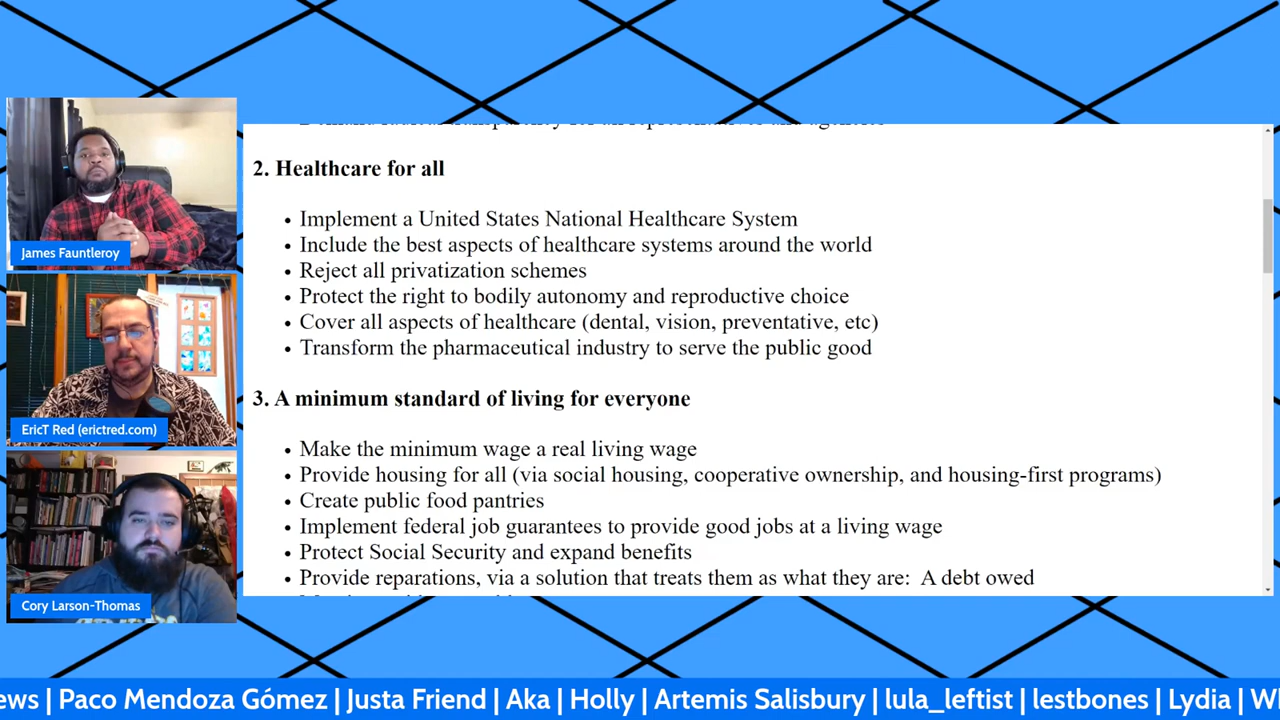 2. Healthcare for all
• Implement a United States National Healthcare System
• Include the best aspects of healthcare systems around the world
• Reject all privatization schemes
• Protect the right to bodily autonomy and reproductive choice
• Cover all aspects of healthcare (dental, vision, preventative, etc)
• Transform the pharmaceutical industry to serve the public good
3. A minimum standard of living for everyone
• Make the minimum wage a real living wage
• Provide housing for all (via social housing, cooperative ownership, and housing-first programs)
• Create public food pantries
• Implement federal job guarantees to provide good jobs at a living wage
• Protect Social Security and expand benefits
• Provide reparations, via a solution that treats them as what they are:  A debt owed
James Fauntleroy
EricT Red (erictred.com)
Cory Larson-Thomas
ews | Paco Mendoza Gómez | Justa Friend | Aka | Holly | Artemis Salisbury | lula_leftist | lestbones | Lydia |